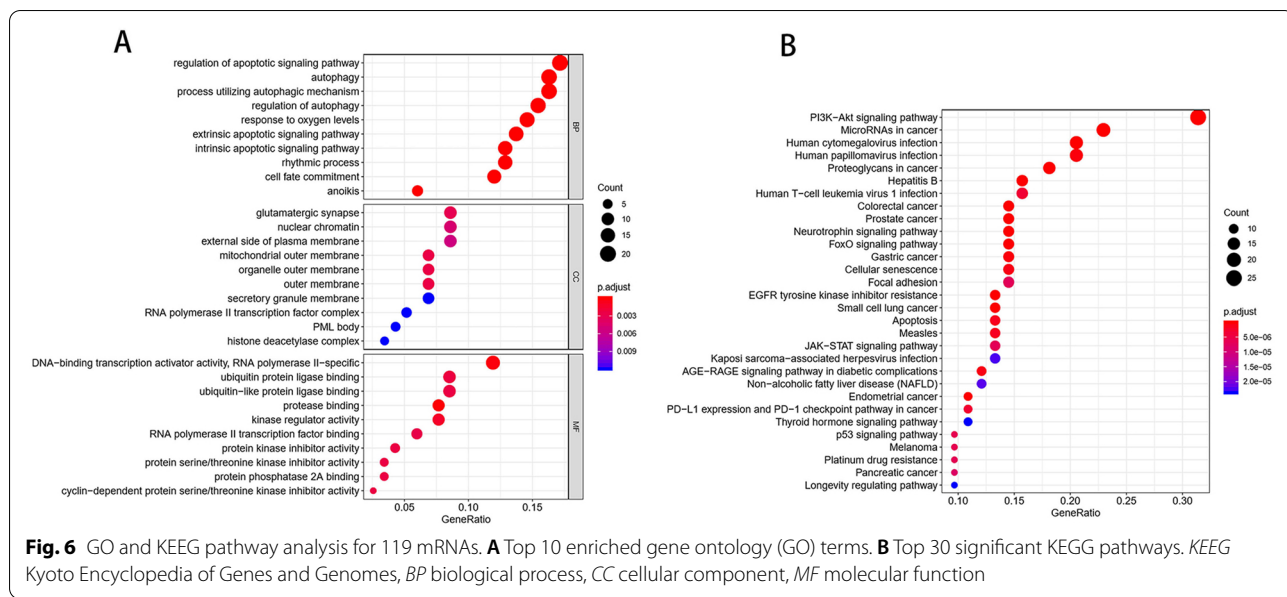 A
regulation of apoptotic signaling pathway
autophagy
process utilizing autophagic mechanism
regulation of autophagy
response to oxygen levels
extrinsic apoptotic signaling pathway
intrinsic apoptotic signaling pathway
rhythmic process
cell fate commitment
anoikis
BP
glutamatergic synapse
nuclear chromatin
external side of plasma membrane
mitochondrial outer membrane
organelle outer membrane
outer membrane
secretory granule membrane
RNA polymerase II transcription factor complex
PML body
histone deacetylase complex
CC
DNA−binding transcription activator activity, RNA polymerase II−specific
ubiquitin protein ligase binding
ubiquitin−like protein ligase binding
protease binding
kinase regulator activity
RNA polymerase II transcription factor binding
protein kinase inhibitor activity
protein serine/threonine kinase inhibitor activity
protein phosphatase 2A binding
cyclin−dependent protein serine/threonine kinase inhibitor activity
MF
0.05 0.10 0.15
GeneRatio
Count
5
10
15
20
p.adjust
0.003
0.006
0.009
B
PI3K−Akt signaling pathway
MicroRNAs in cancer
Human cytomegalovirus infection
Human papillomavirus infection
Proteoglycans in cancer
Hepatitis B
Human T−cell leukemia virus 1 infection
Colorectal cancer
Prostate cancer
Neurotrophin signaling pathway
FoxO signaling pathway
Gastric cancer
Cellular senescence
Focal adhesion
EGFR tyrosine kinase inhibitor resistance
Small cell lung cancer
Apoptosis
Measles
JAK−STAT signaling pathway
Kaposi sarcoma−associated herpesvirus infection
AGE−RAGE signaling pathway in diabetic complications
Non−alcoholic fatty liver disease (NAFLD)
Endometrial cancer
PD−L1 expression and PD−1 checkpoint pathway in cancer
Thyroid hormone signaling pathway
p53 signaling pathway
Melanoma
Platinum drug resistance
Pancreatic cancer
Longevity regulating pathway
0.10 0.15 0.20 0.25 0.30
GeneRatio
Count
10
15
20
25
p.adjust
5.0e−06
1.0e−05
1.5e−05
2.0e−05
Fig. 6 GO and KEEG pathway analysis for 119 mRNAs. A Top 10 enriched gene ontology (GO) terms. B Top 30 significant KEGG pathways. KEEG
Kyoto Encyclopedia of Genes and Genomes, BP biological process, CC cellular component, MF molecular function